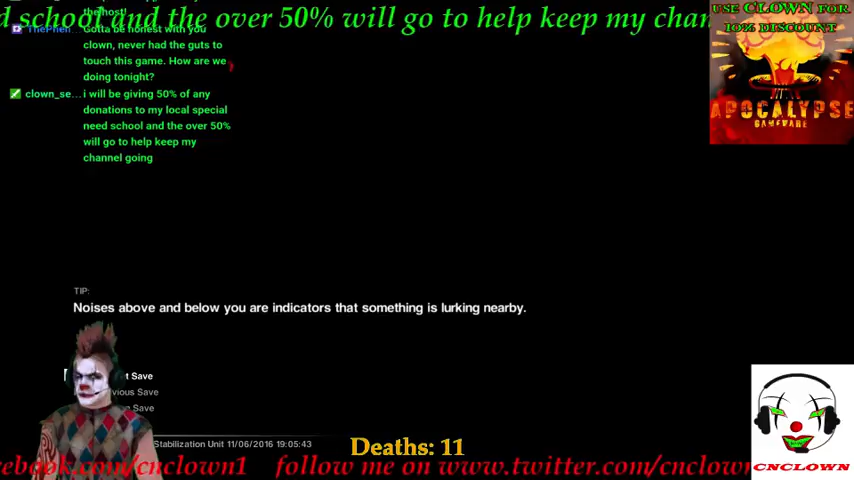 d school and the over 50% will go to help keep my chan
the host!
ThePhen... Gotta be honest with you
clown, never had the guts to
touch this game. How are we
doing tonight?
clown_se... i will be giving 50% of any
donations to my local special
need school and the over 50%
will go to help keep my
channel going
USE CLOWN FOR
10% DISCOUNT
APOCALYPSE
GAMEWARE
TIP:
Noises above and below you are indicators that something is lurking nearby.
t Save
vious Save
Save
Stabilization Unit 11/06/2016 19:05:43
Deaths: 11
cebook.com/cnclown1 follow me on www.twitter.com/cnclown
CNCLOWN